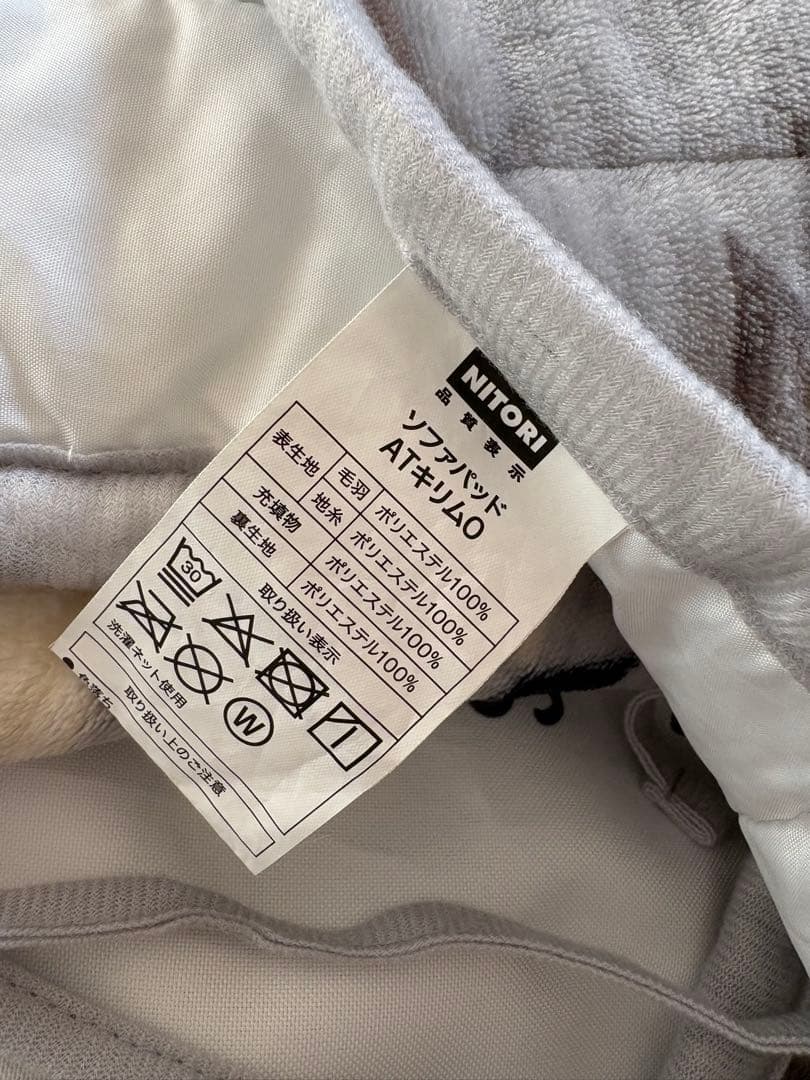 NITORI
品質表示
ソファパッド
ATキリムO
表生地 毛羽 ポリエステル100%
地糸 ポリエステル100%
充填物 ポリエステル100%
裏生地 ポリエステル100%
取り扱い表示
30
W
洗濯ネット使用
取り扱い上のご注意
●色落ち